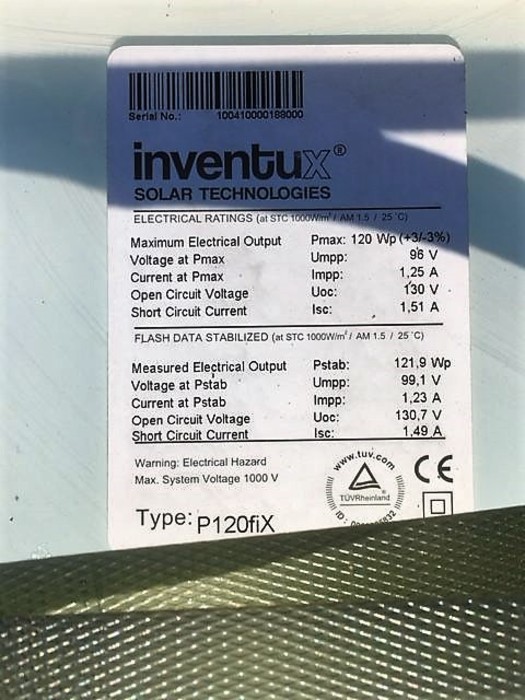 Serial No.: 100410000188000
inventux®
SOLAR TECHNOLOGIES
ELECTRICAL RATINGS (at STC 1000W/m² / AM 1.5 / 25 °C)
Maximum Electrical Output Pmax: 120 Wp (+3/-3%)
Voltage at Pmax Umpp: 96 V
Current at Pmax Impp: 1,25 A
Open Circuit Voltage Uoc: 130 V
Short Circuit Current Isc: 1,51 A
FLASH DATA STABILIZED (at STC 1000W/m² / AM 1.5 / 25 °C)
Measured Electrical Output Pstab: 121,9 Wp
Voltage at Pstab Umpp: 99,1 V
Current at Pstab Impp: 1,23 A
Open Circuit Voltage Uoc: 130,7 V
Short Circuit Current Isc: 1,49 A
Warning: Electrical Hazard
Max. System Voltage 1000 V
www.tuv.com
TÜVRheinland®
ID:
CE
Type: P120fiX